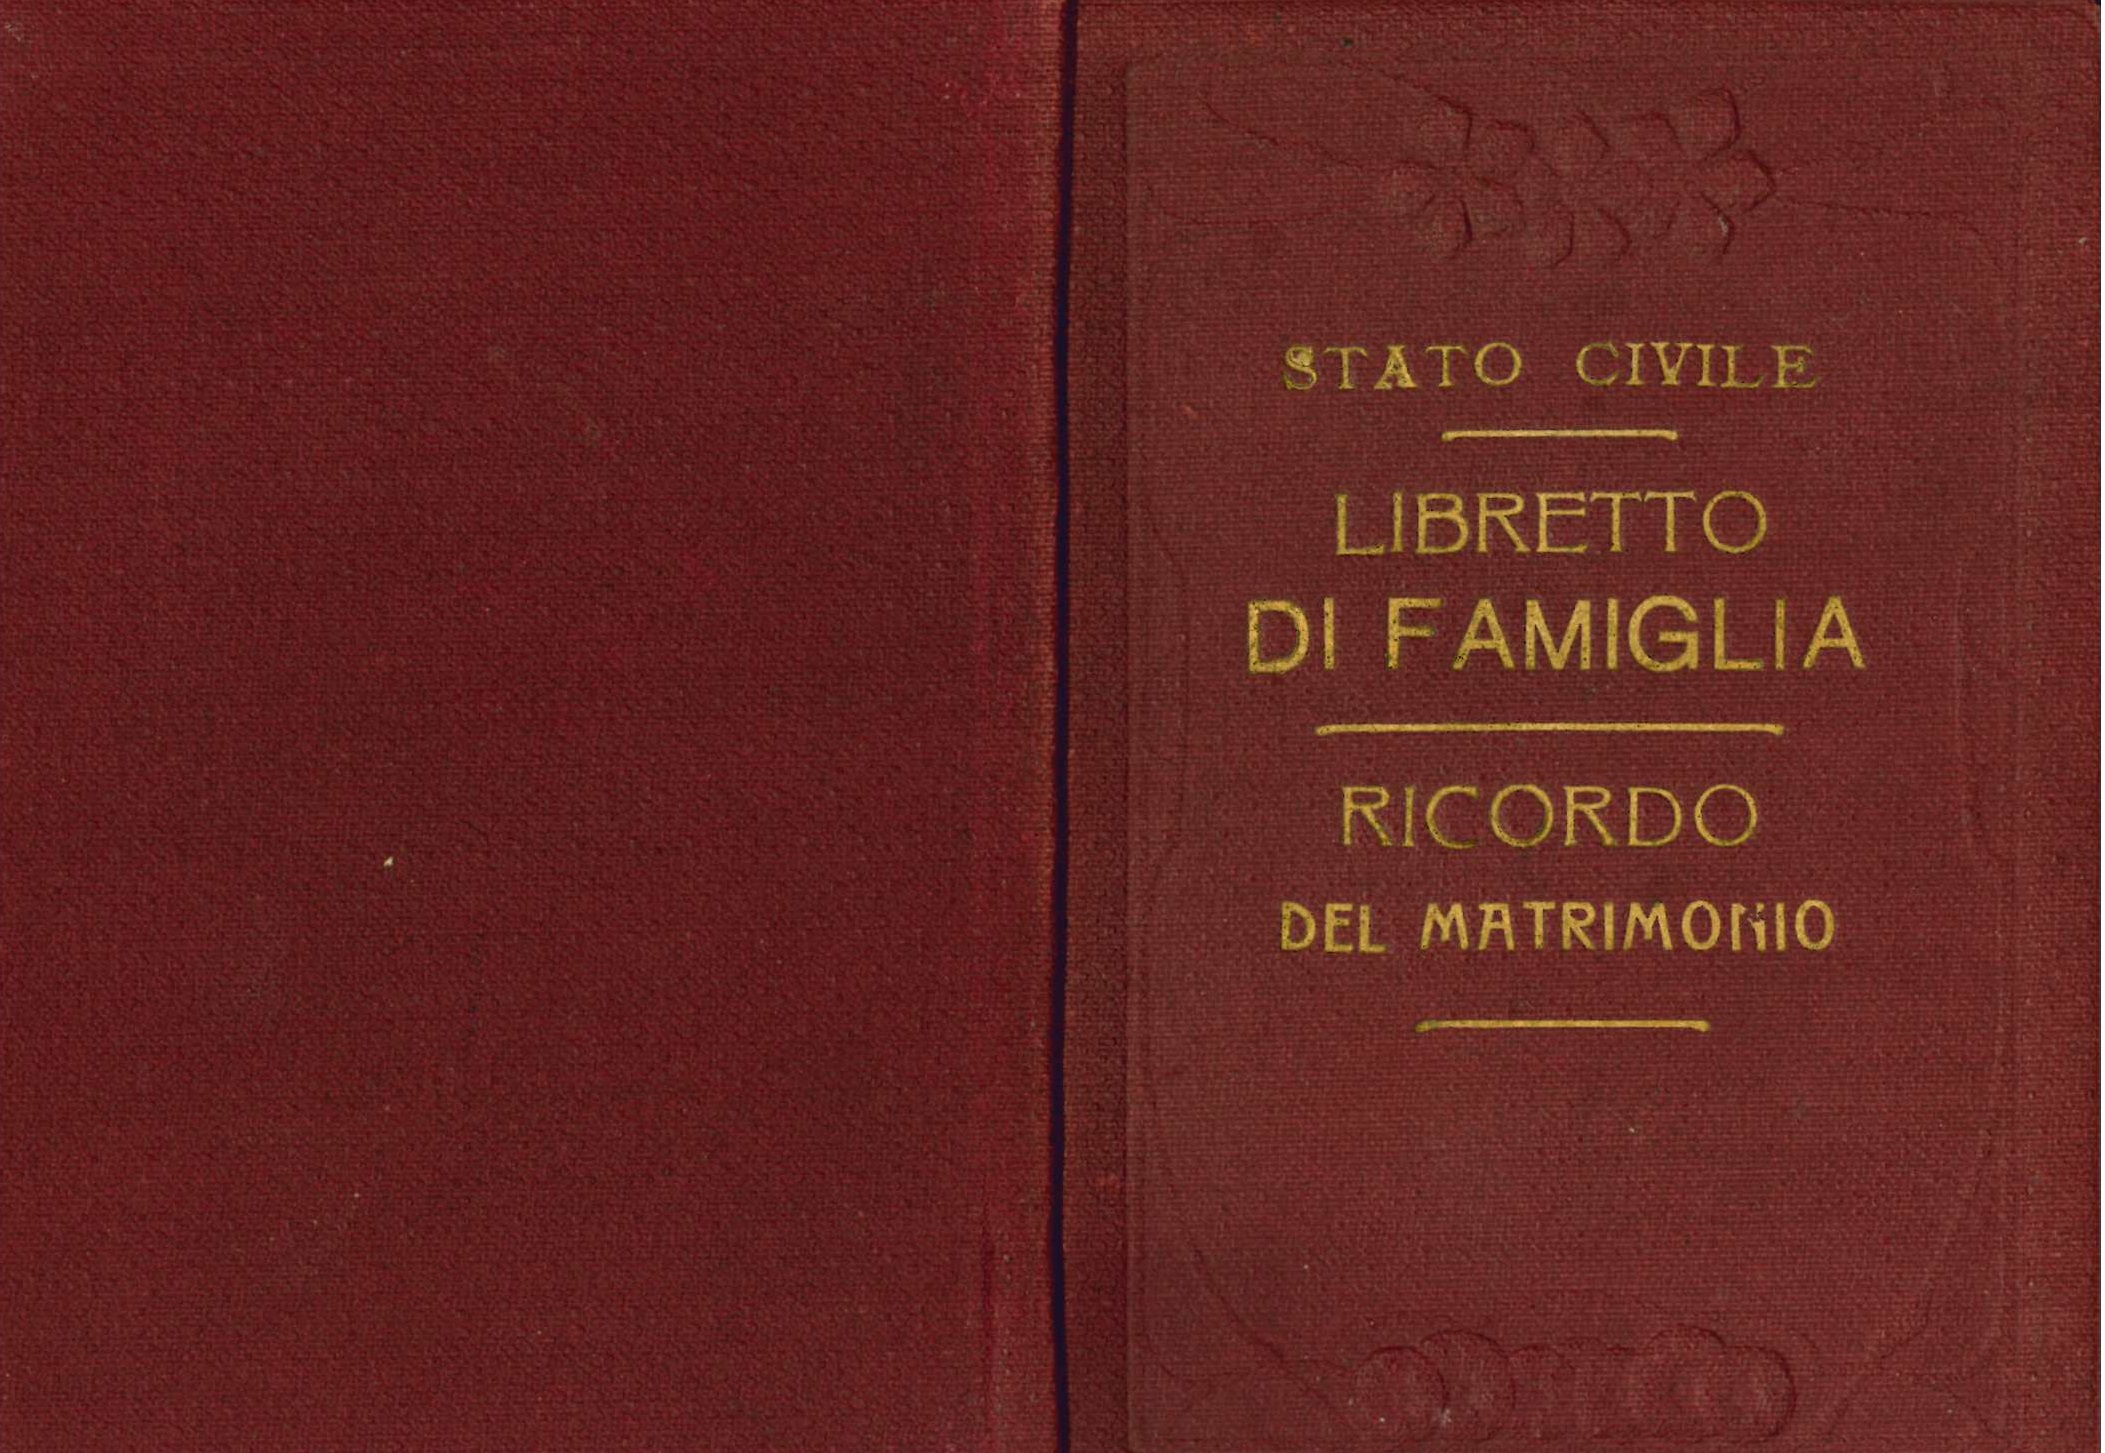 STATO CIVILE
LIBRETTO
DI FAMIGLIA
RICORDO
DEL MATRIMONIO